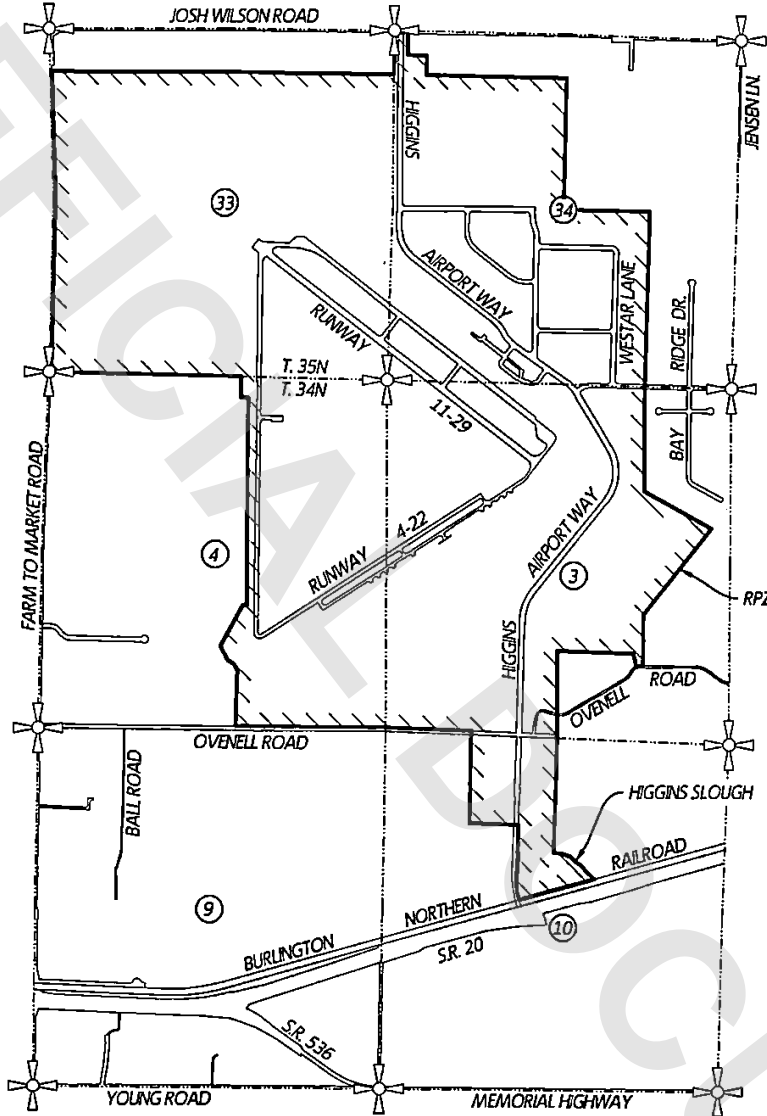 JOSH WILSON ROAD
HIGGINS
JENSEN LN.
33
34
AIRPORT WAY
RUNWAY
WESTAR LANE
RIDGE DR.
T. 35N
T. 34N
11-29
BAY
FARM TO MARKET ROAD
4
RUNWAY 4-22
AIRPORT WAY
3
RPZ
HIGGINS
ROAD
OVENELL
OVENELL ROAD
BALL ROAD
HIGGINS SLOUGH
RAILROAD
9
NORTHERN
10
BURLINGTON
S.R. 20
S.R. 536
YOUNG ROAD
MEMORIAL HIGHWAY